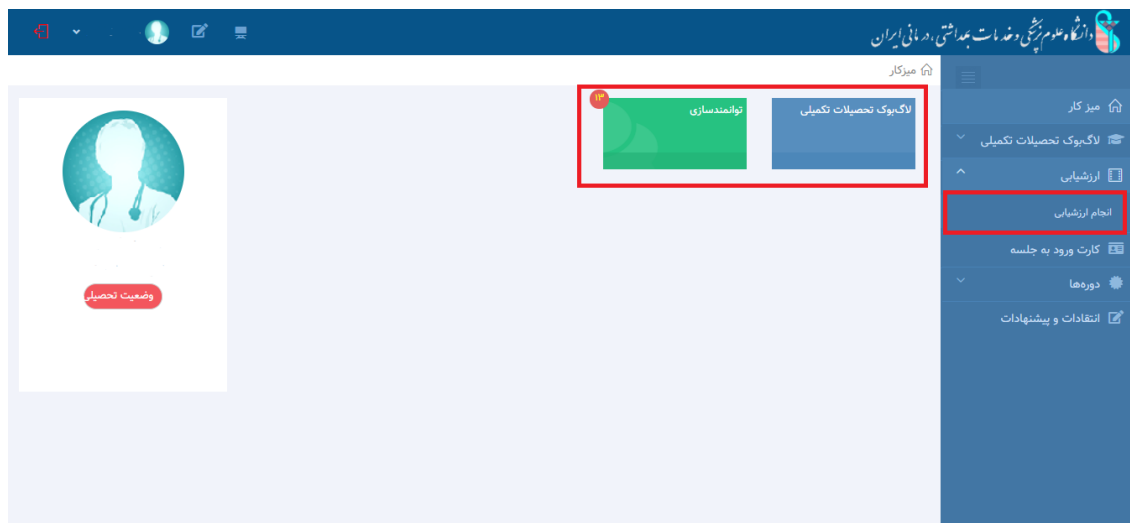 دانشگاه علوم پزشکی و خدمات بهداشتی، درمانی ایران
میزکار
میز کار
لاگ‌بوک تحصیلات تکمیلی
ارزشیابی
انجام ارزشیابی
کارت ورود به جلسه
دوره‌ها
انتقادات و پیشنهادات
لاگ‌بوک تحصیلات تکمیلی
توانمندسازی
۱۳
وضعیت تحصیلی